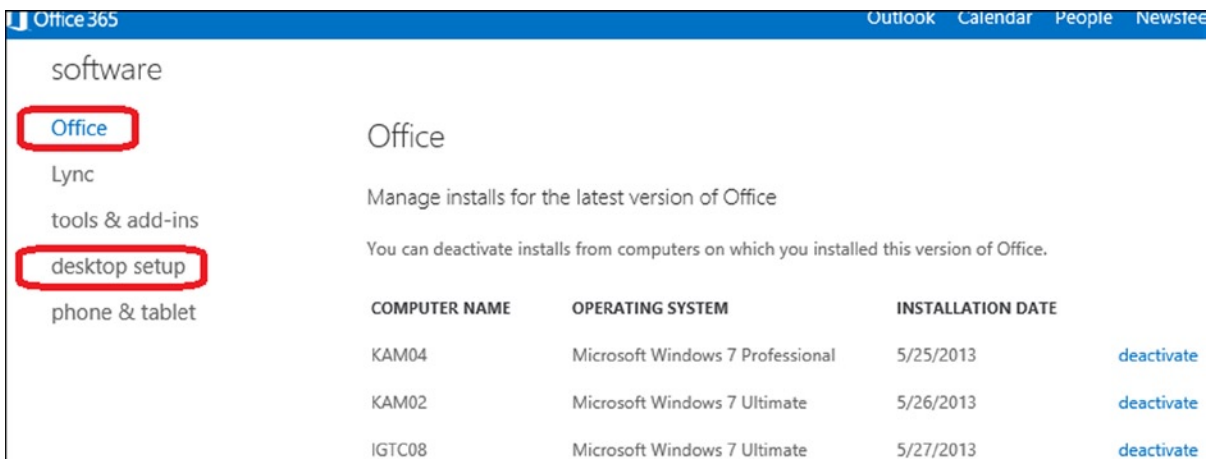 Office 365 Outlook Calendar People Newsfee
software
Office
Lync
tools & add-ins
desktop setup
phone & tablet
Office
Manage installs for the latest version of Office
You can deactivate installs from computers on which you installed this version of Office.
COMPUTER NAME OPERATING SYSTEM INSTALLATION DATE
KAM04 Microsoft Windows 7 Professional 5/25/2013 deactivate
KAM02 Microsoft Windows 7 Ultimate 5/26/2013 deactivate
IGTC08 Microsoft Windows 7 Ultimate 5/27/2013 deactivate